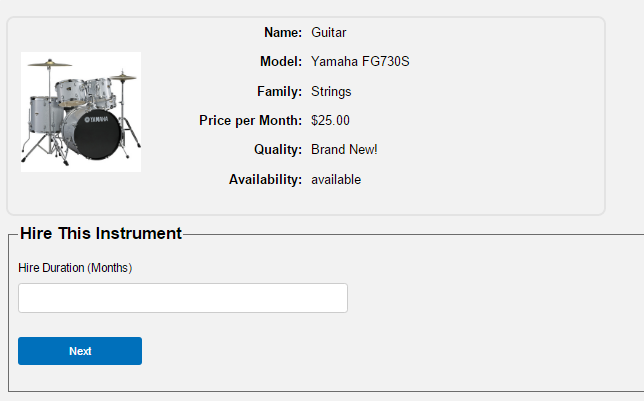 Name: Guitar
Model: Yamaha FG730S
Family: Strings
Price per Month: $25.00
Quality: Brand New!
Availability: available
YAMAHA
Hire This Instrument
Hire Duration (Months)
Next